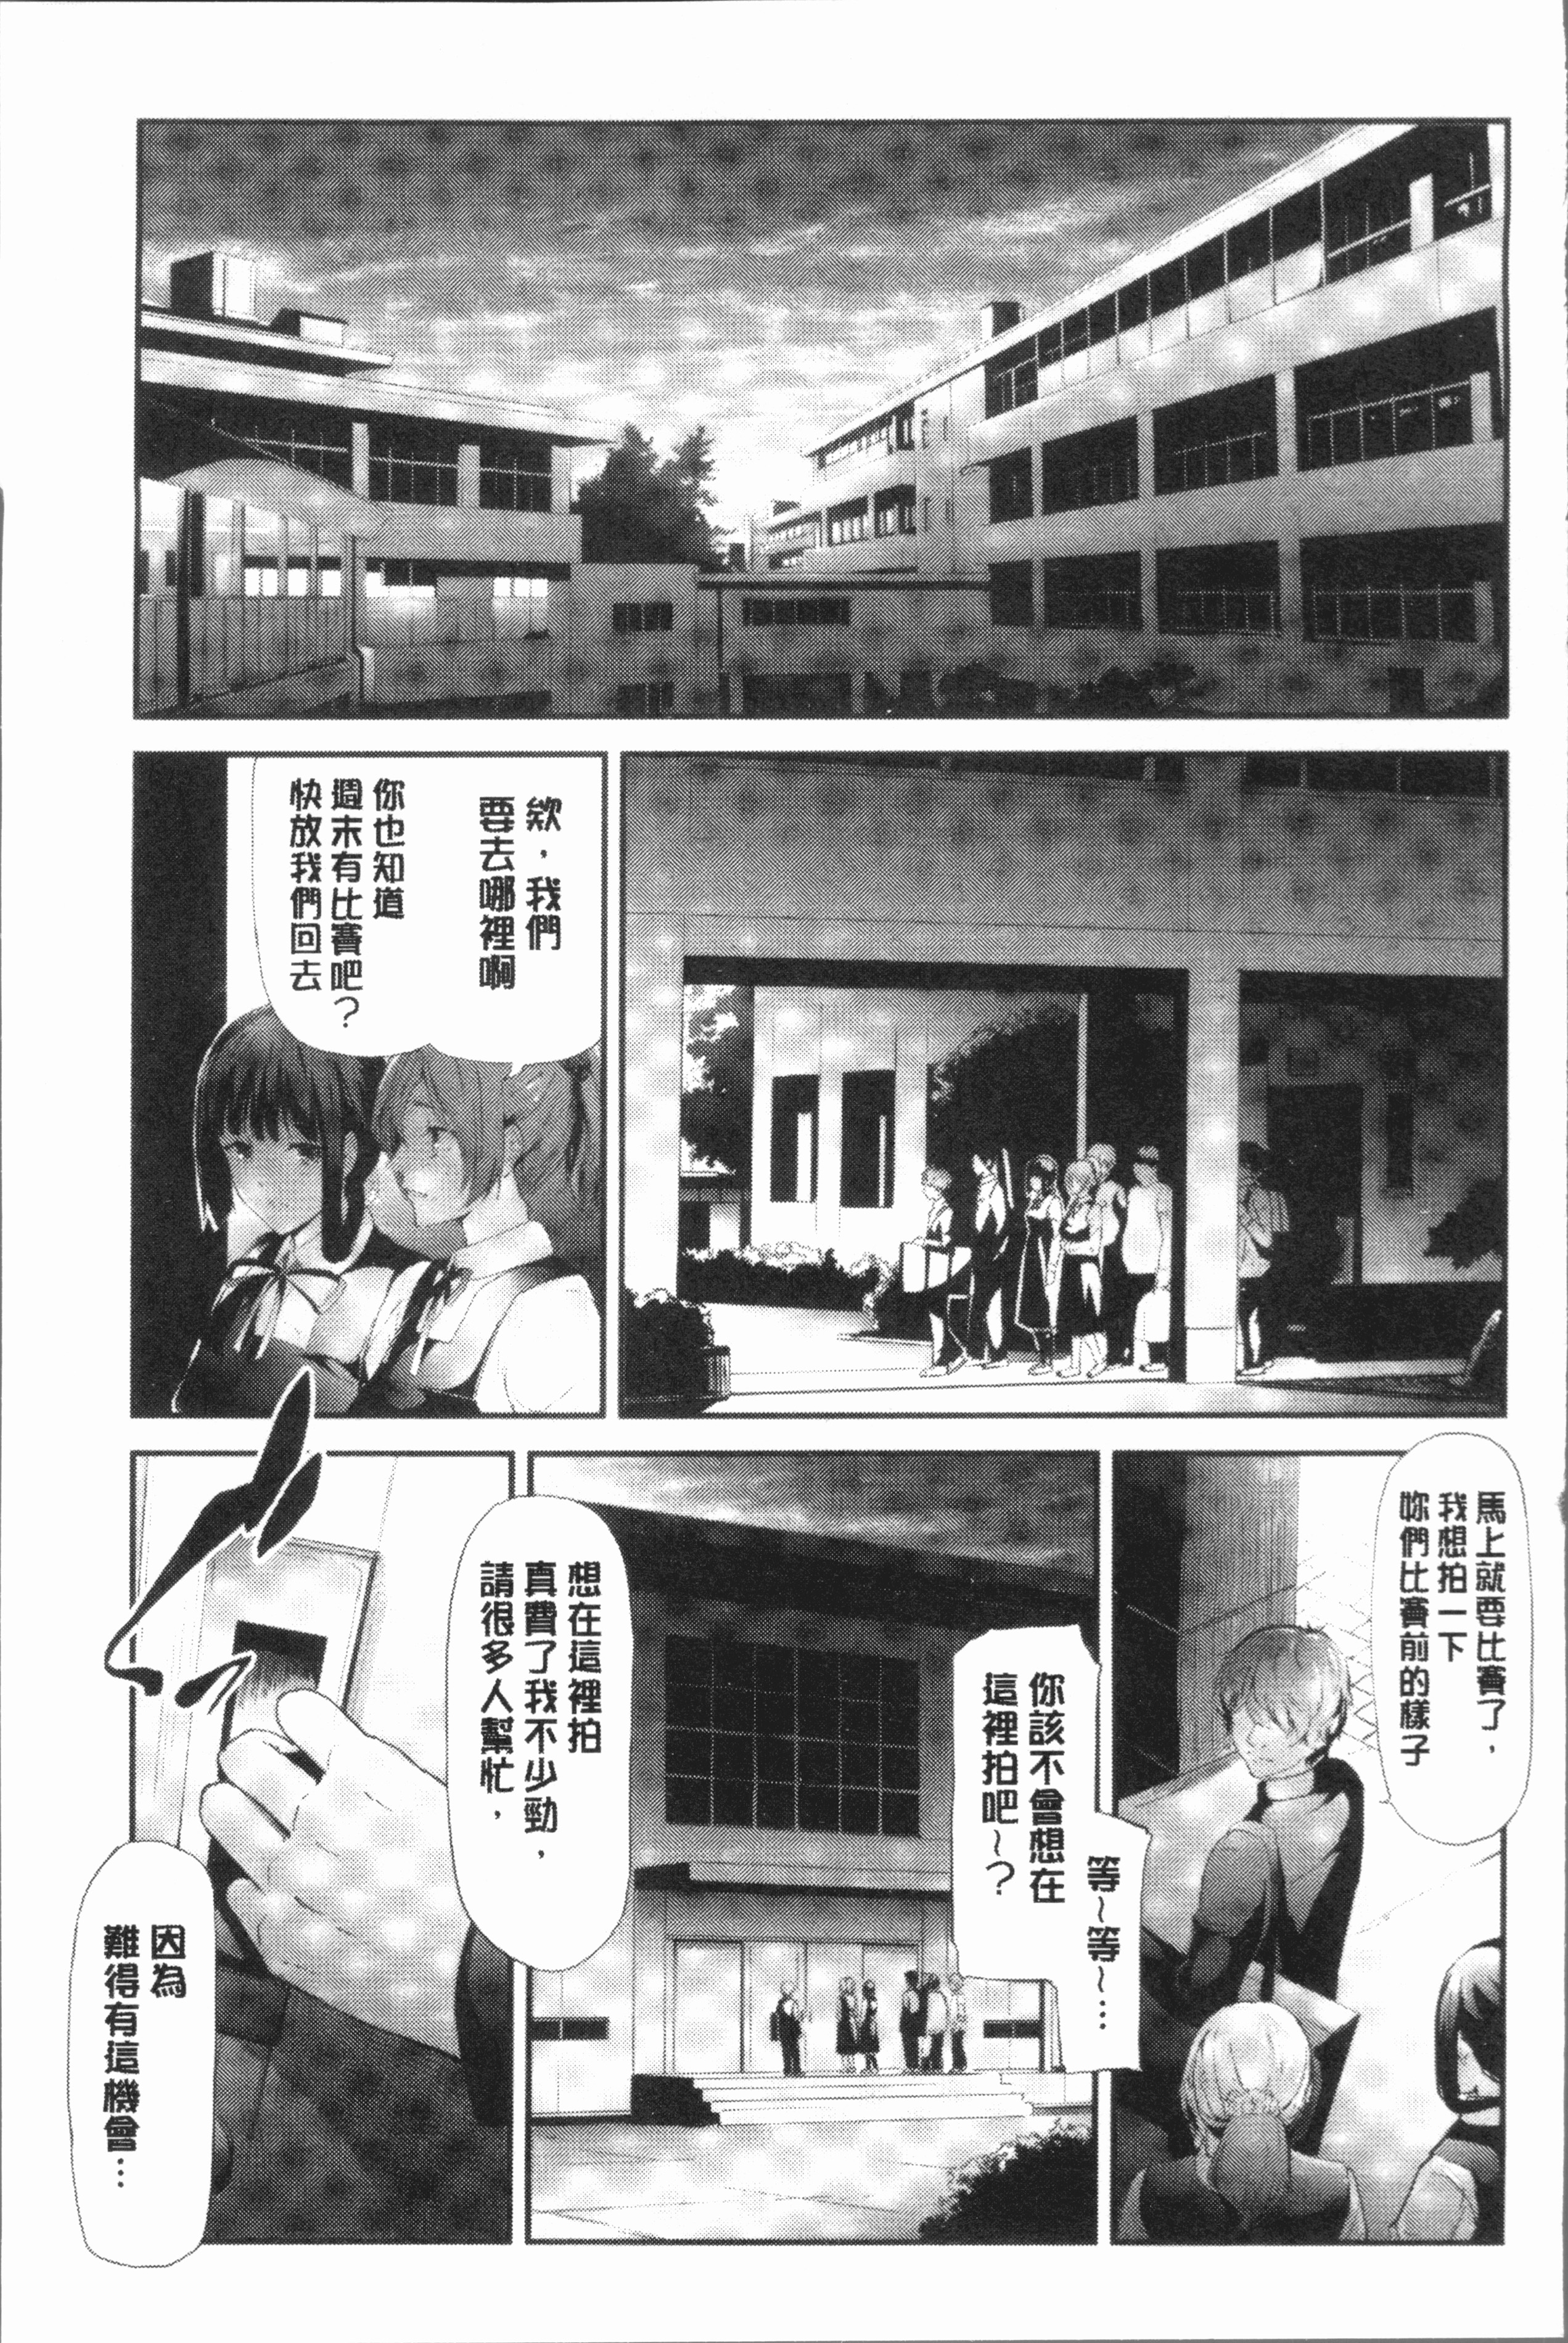 欸，我們
要去哪裡啊
你也知道
週末有比賽吧？
快放我們回去
馬上就要比賽了，
我想拍一下
妳們比賽前的樣子
等～等～…
你該不會想在
這裡拍吧～？
想在這裡拍
真費了我不少勁，
請很多人幫忙，
因為
難得有這機會…